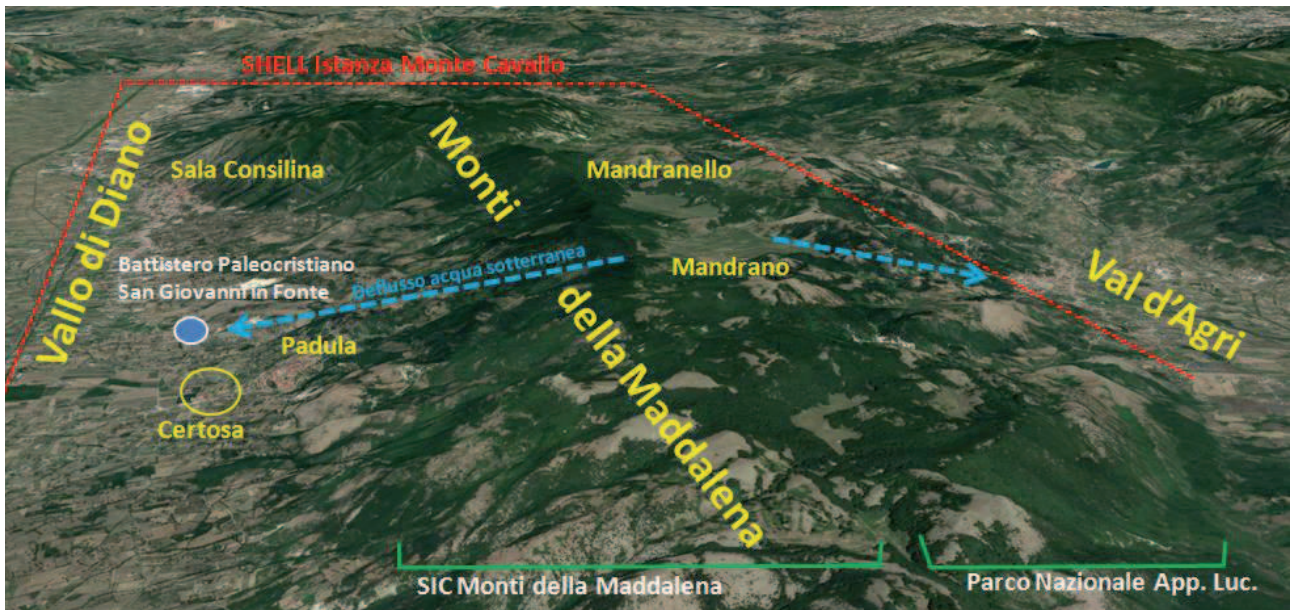 SHELL Istanza Monte Cavallo
Vallo di Diano
Sala Consilina
Monti
Mandranello
Battistero Paleocristiano
San Giovanni in Fonte
Deflusso acqua sotterranea
Mandrano
Val d'Agri
Padula
della Maddalena
Certosa
SIC Monti della Maddalena
Parco Nazionale App. Luc.